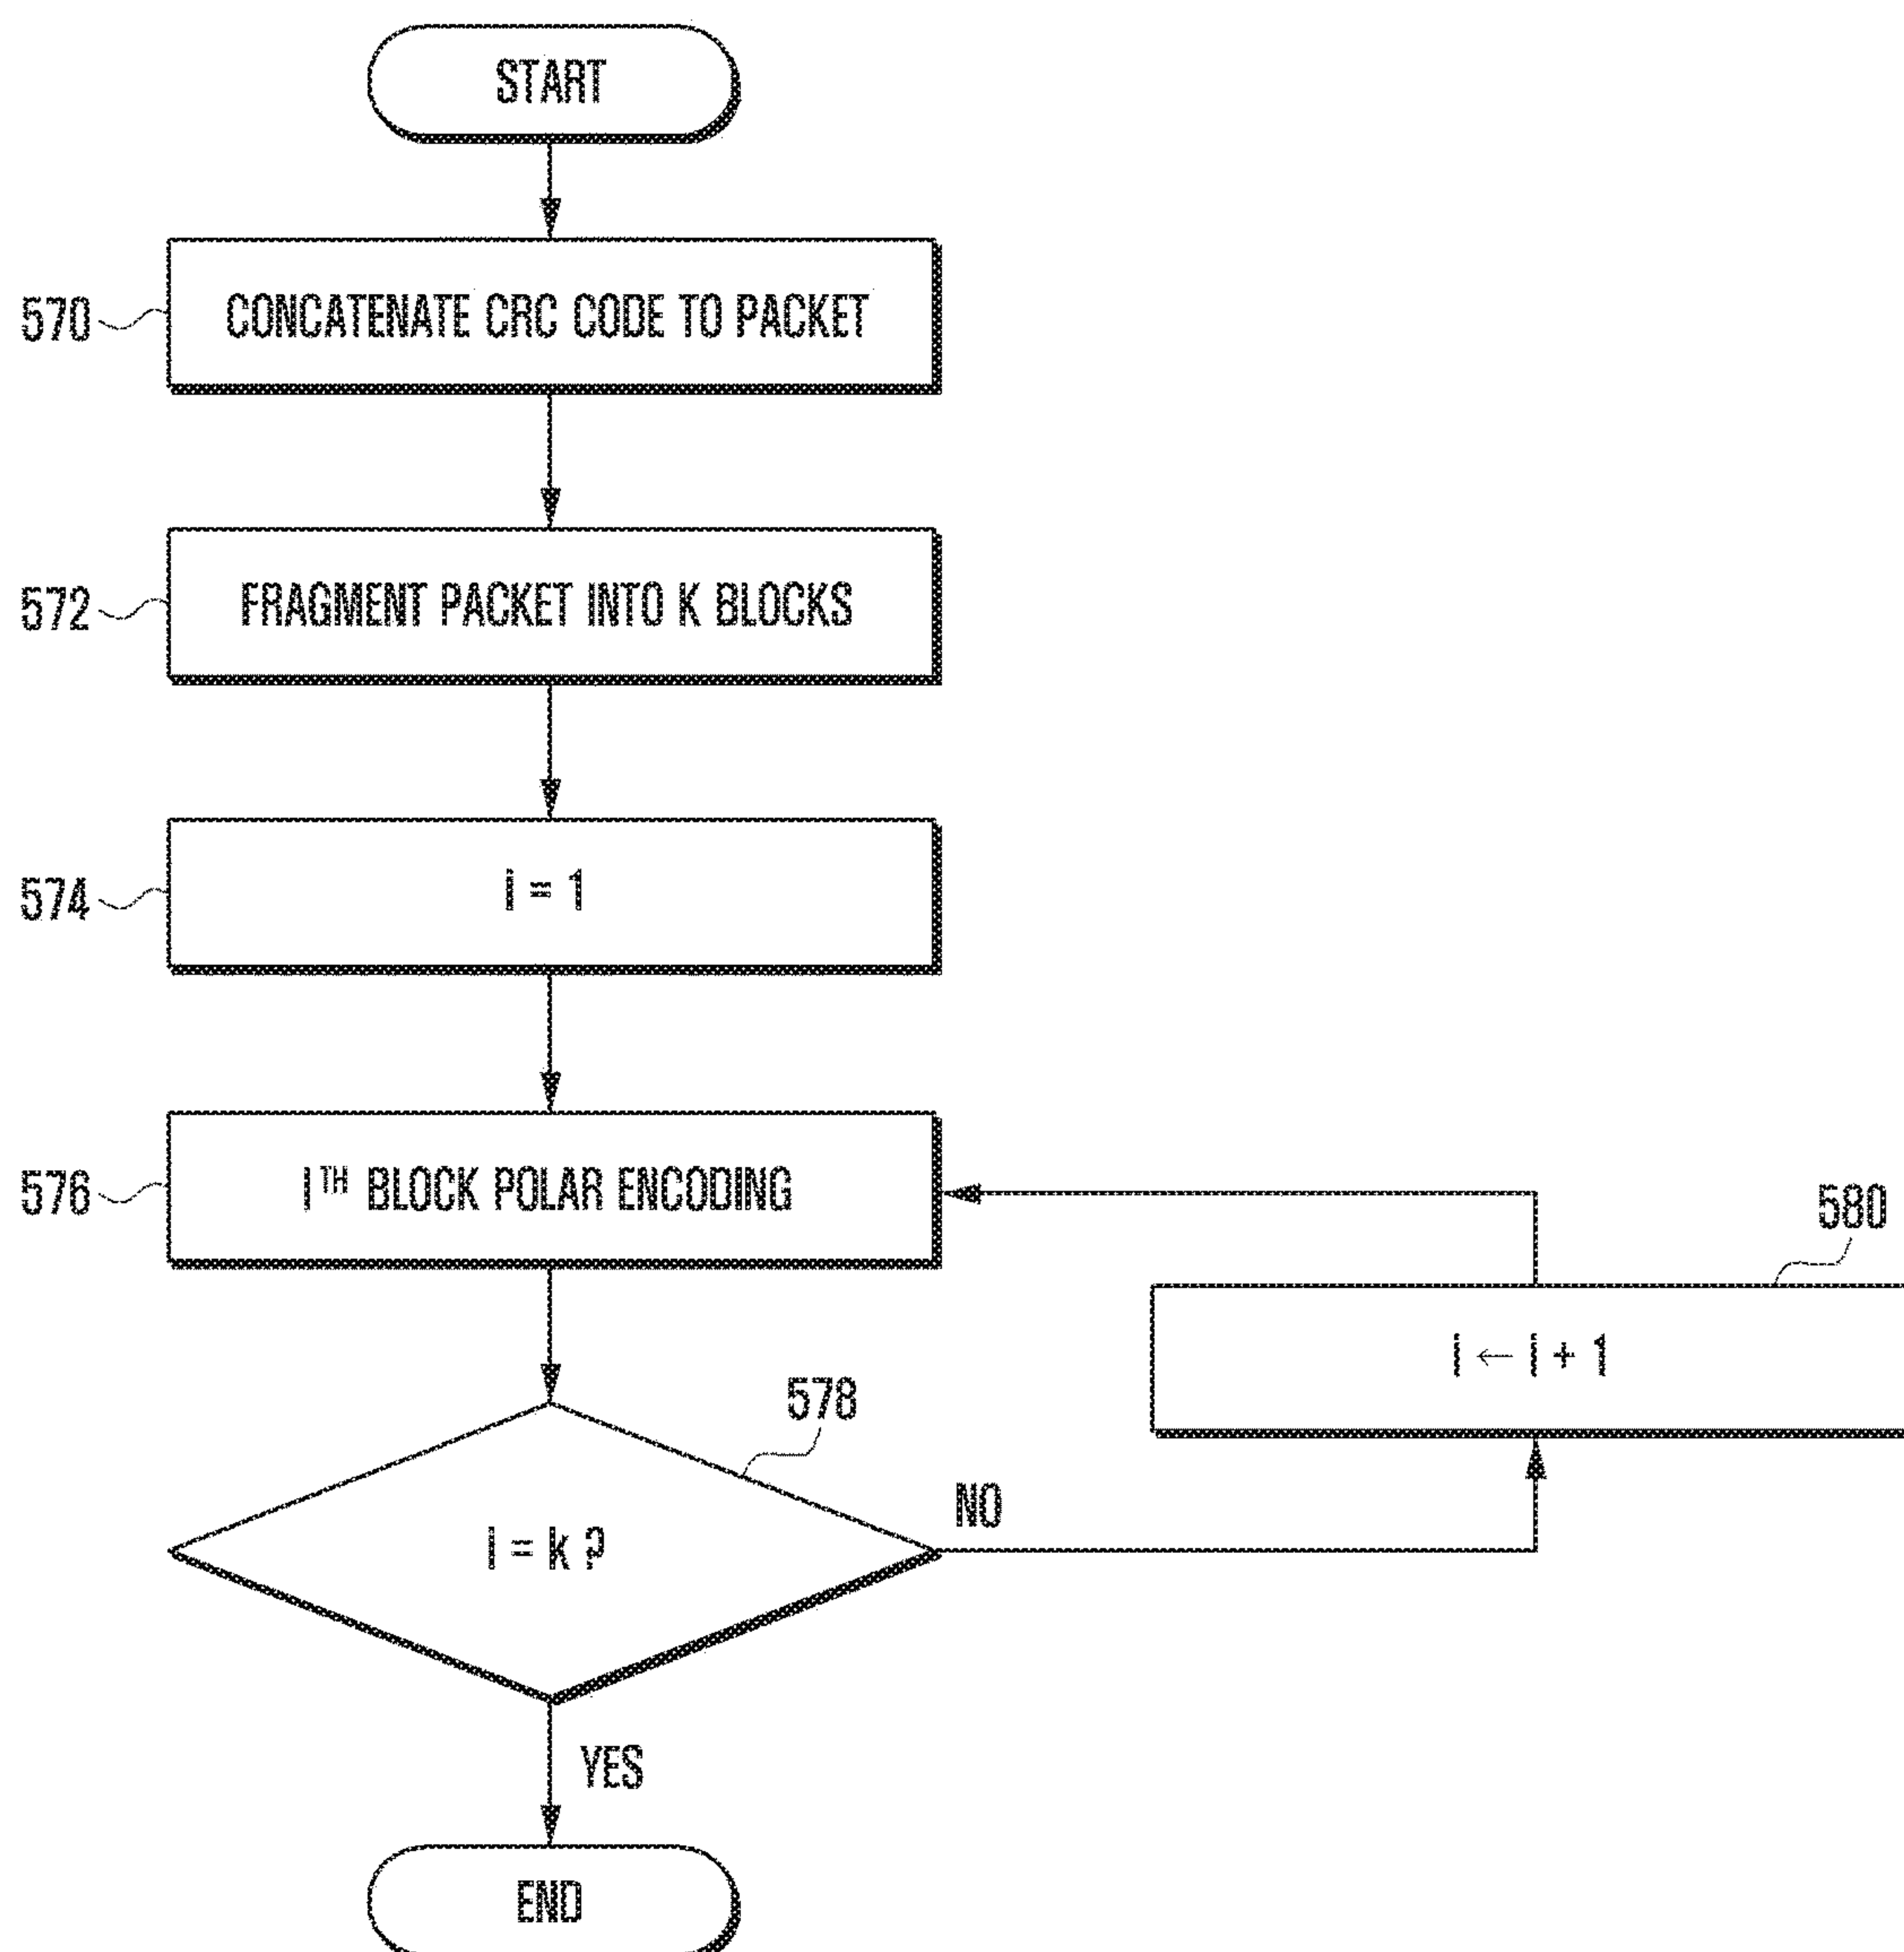 START
570
CONCATENATE CRC CODE TO PACKET
572
FRAGMENT PACKET INTO K BLOCKS
574
i = 1
576
I TH BLOCK POLAR ENCODING
580
i ← i + 1
578
i = k ?
NO
YES
END